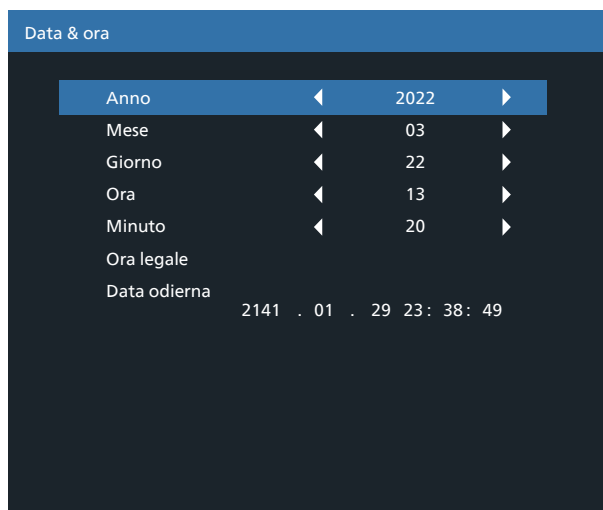 Data & ora
Anno 2022
Mese 03
Giorno 22
Ora 13
Minuto 20
Ora legale
Data odierna
2141 . 01 . 29 23: 38: 49